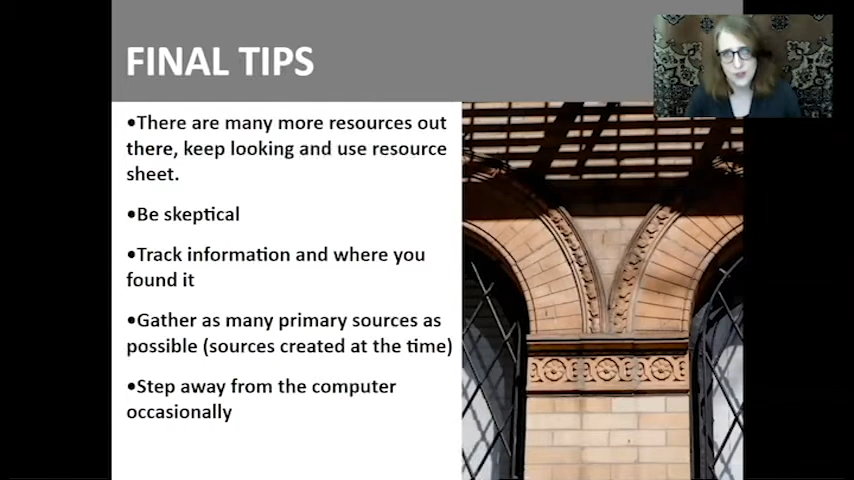 FINAL TIPS
•There are many more resources out
there, keep looking and use resource
sheet.
•Be skeptical
•Track information and where you
found it
•Gather as many primary sources as
possible (sources created at the time)
•Step away from the computer
occasionally